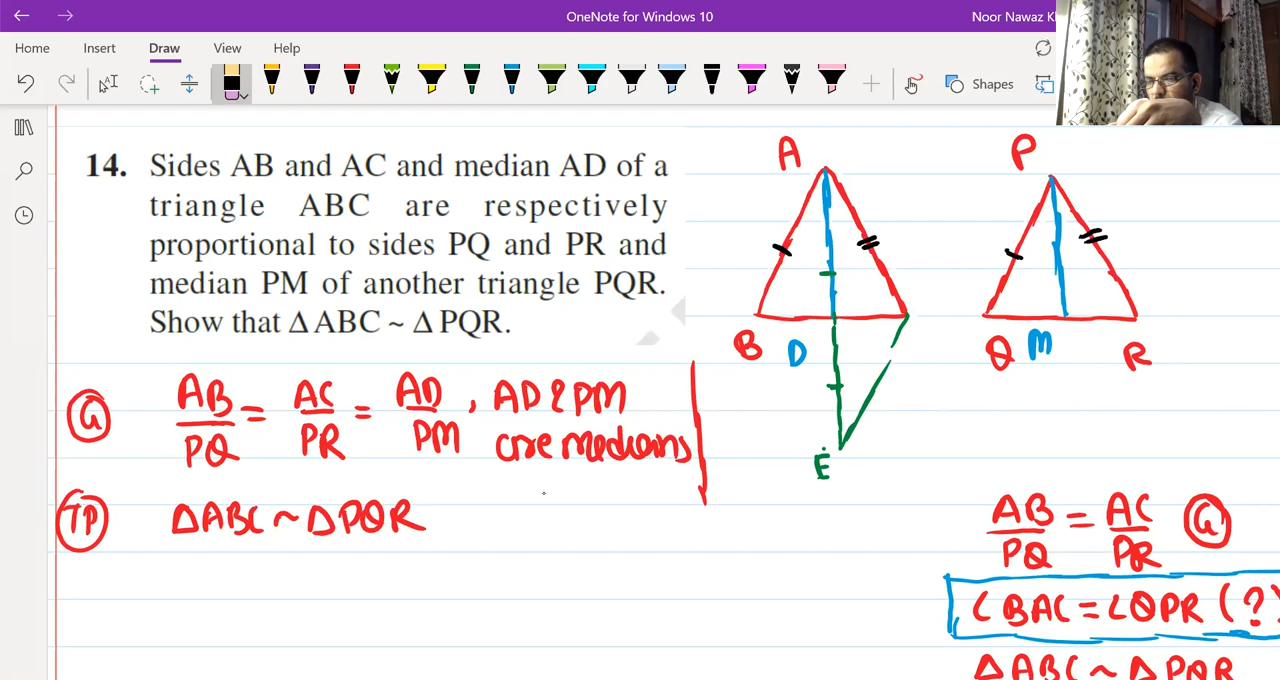 OneNote for Windows 10
Noor Nawaz
Home Insert Draw View Help
Shapes
14. Sides AB and AC and median AD of a
triangle ABC are respectively
proportional to sides PQ and PR and
median PM of another triangle PQR.
Show that ΔABC ~ ΔPQR.
A
P
B D
Q M R
E
G AB/PQ = AC/PR = AD/PM , AD & PM
are medians
TP ΔABC ~ ΔPQR
AB/PQ = AC/PR G
∠BAC = ∠QPR (?)
ΔABC ~ ΔPQR